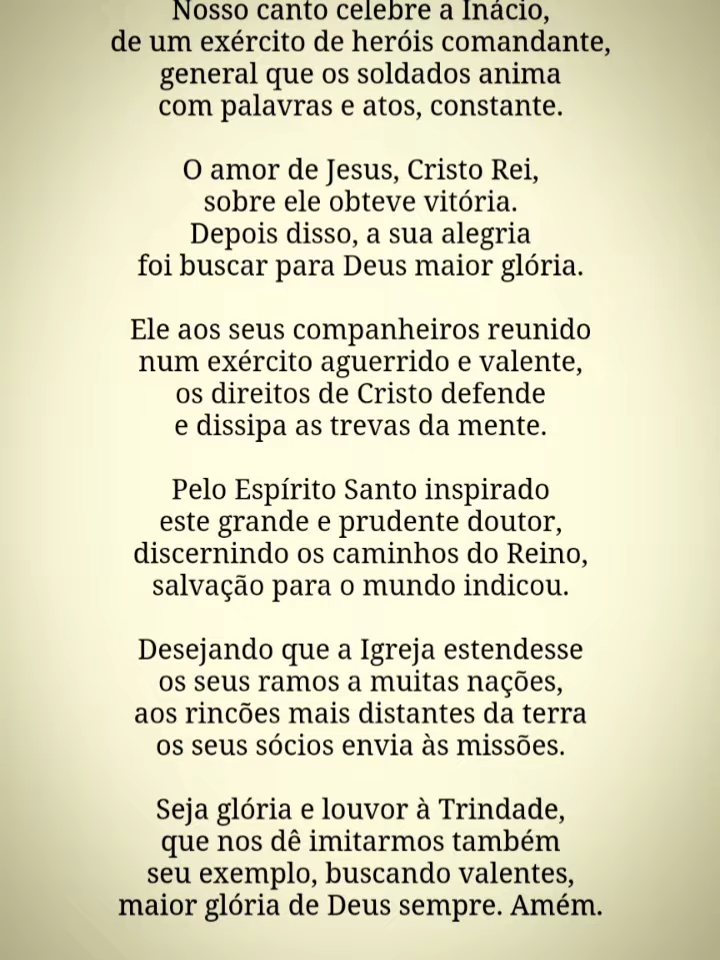 Nosso canto celebre a Inácio,
de um exército de heróis comandante,
general que os soldados anima
com palavras e atos, constante.

O amor de Jesus, Cristo Rei,
sobre ele obteve vitória.
Depois disso, a sua alegria
foi buscar para Deus maior glória.

Ele aos seus companheiros reunido
num exército aguerrido e valente,
os direitos de Cristo defende
e dissipa as trevas da mente.

Pelo Espírito Santo inspirado
este grande e prudente doutor,
discernindo os caminhos do Reino,
salvação para o mundo indicou.

Desejando que a Igreja estendesse
os seus ramos a muitas nações,
aos rincões mais distantes da terra
os seus sócios envia às missões.

Seja glória e louvor à Trindade,
que nos dê imitarmos também
seu exemplo, buscando valentes,
maior glória de Deus sempre. Amém.